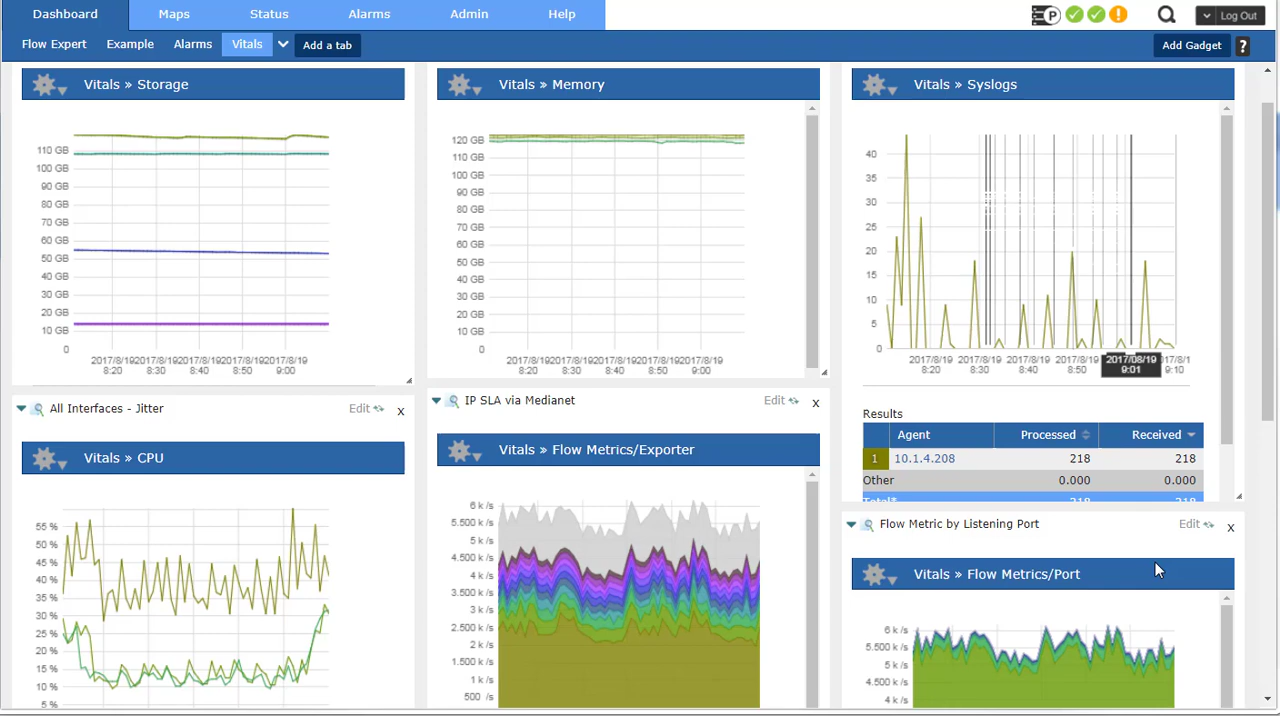 Dashboard Maps Status Alarms Admin Help
P
Log Out
Flow Expert Example Alarms Vitals Add a tab
Add Gadget ?
Vitals » Storage
110 GB
100 GB
90 GB
80 GB
70 GB
60 GB
50 GB
40 GB
30 GB
20 GB
10 GB
0
2017/8/19 2017/8/19 2017/8/19 2017/8/19 2017/8/19
8:20 8:30 8:40 8:50 9:00
Vitals » Memory
120 GB
110 GB
100 GB
90 GB
80 GB
70 GB
60 GB
50 GB
40 GB
30 GB
20 GB
10 GB
0
2017/8/19 2017/8/19 2017/8/19 2017/8/19 2017/8/19
8:20 8:30 8:40 8:50 9:00
Vitals » Syslogs
40
35
30
25
20
15
10
5
0
2017/8/19 2017/8/19 2017/8/19 2017/8/19 2017/08/19
8:20 8:30 8:40 8:50 9:01 9:10
Results
Agent Processed Received
1 10.1.4.208 218 218
Other 0.000 0.000
Total* 218 218
All Interfaces - Jitter Edit x
Vitals » CPU
55 %
50 %
45 %
40 %
35 %
30 %
25 %
20 %
15 %
10 %
5 %
IP SLA via Medianet Edit x
Vitals » Flow Metrics/Exporter
6 k /s
5.500 k /s
5 k /s
4.500 k /s
4 k /s
3.500 k /s
3 k /s
2.500 k /s
2 k /s
1.500 k /s
1 k /s
500 /s
Flow Metric by Listening Port Edit x
Vitals » Flow Metrics/Port
6 k /s
5.500 k /s
5 k /s
4.500 k /s
4 k /s